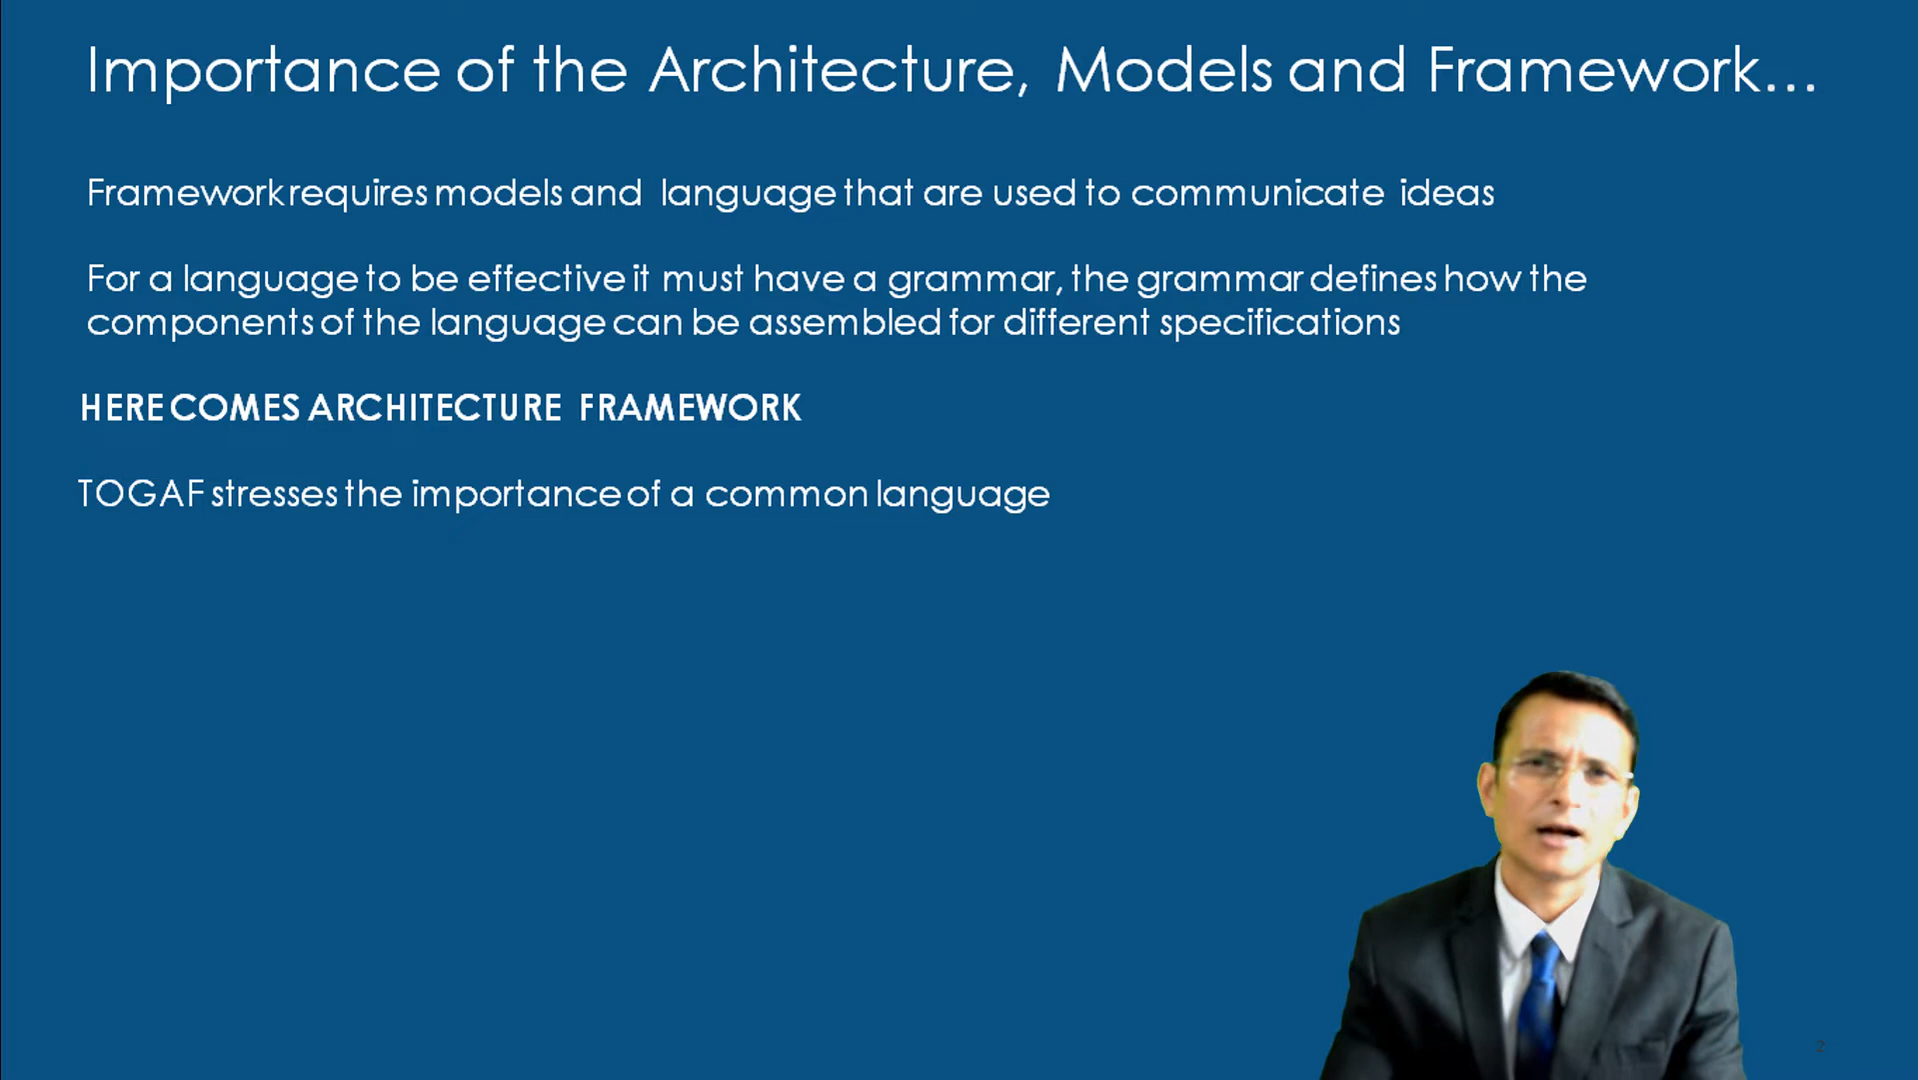 Importance of the Architecture, Models and Framework...
Framework requires models and language that are used to communicate ideas
For a language to be effective it must have a grammar, the grammar defines how the
components of the language can be assembled for different specifications
HERE COMES ARCHITECTURE FRAMEWORK
TOGAF stresses the importance of a common language
2